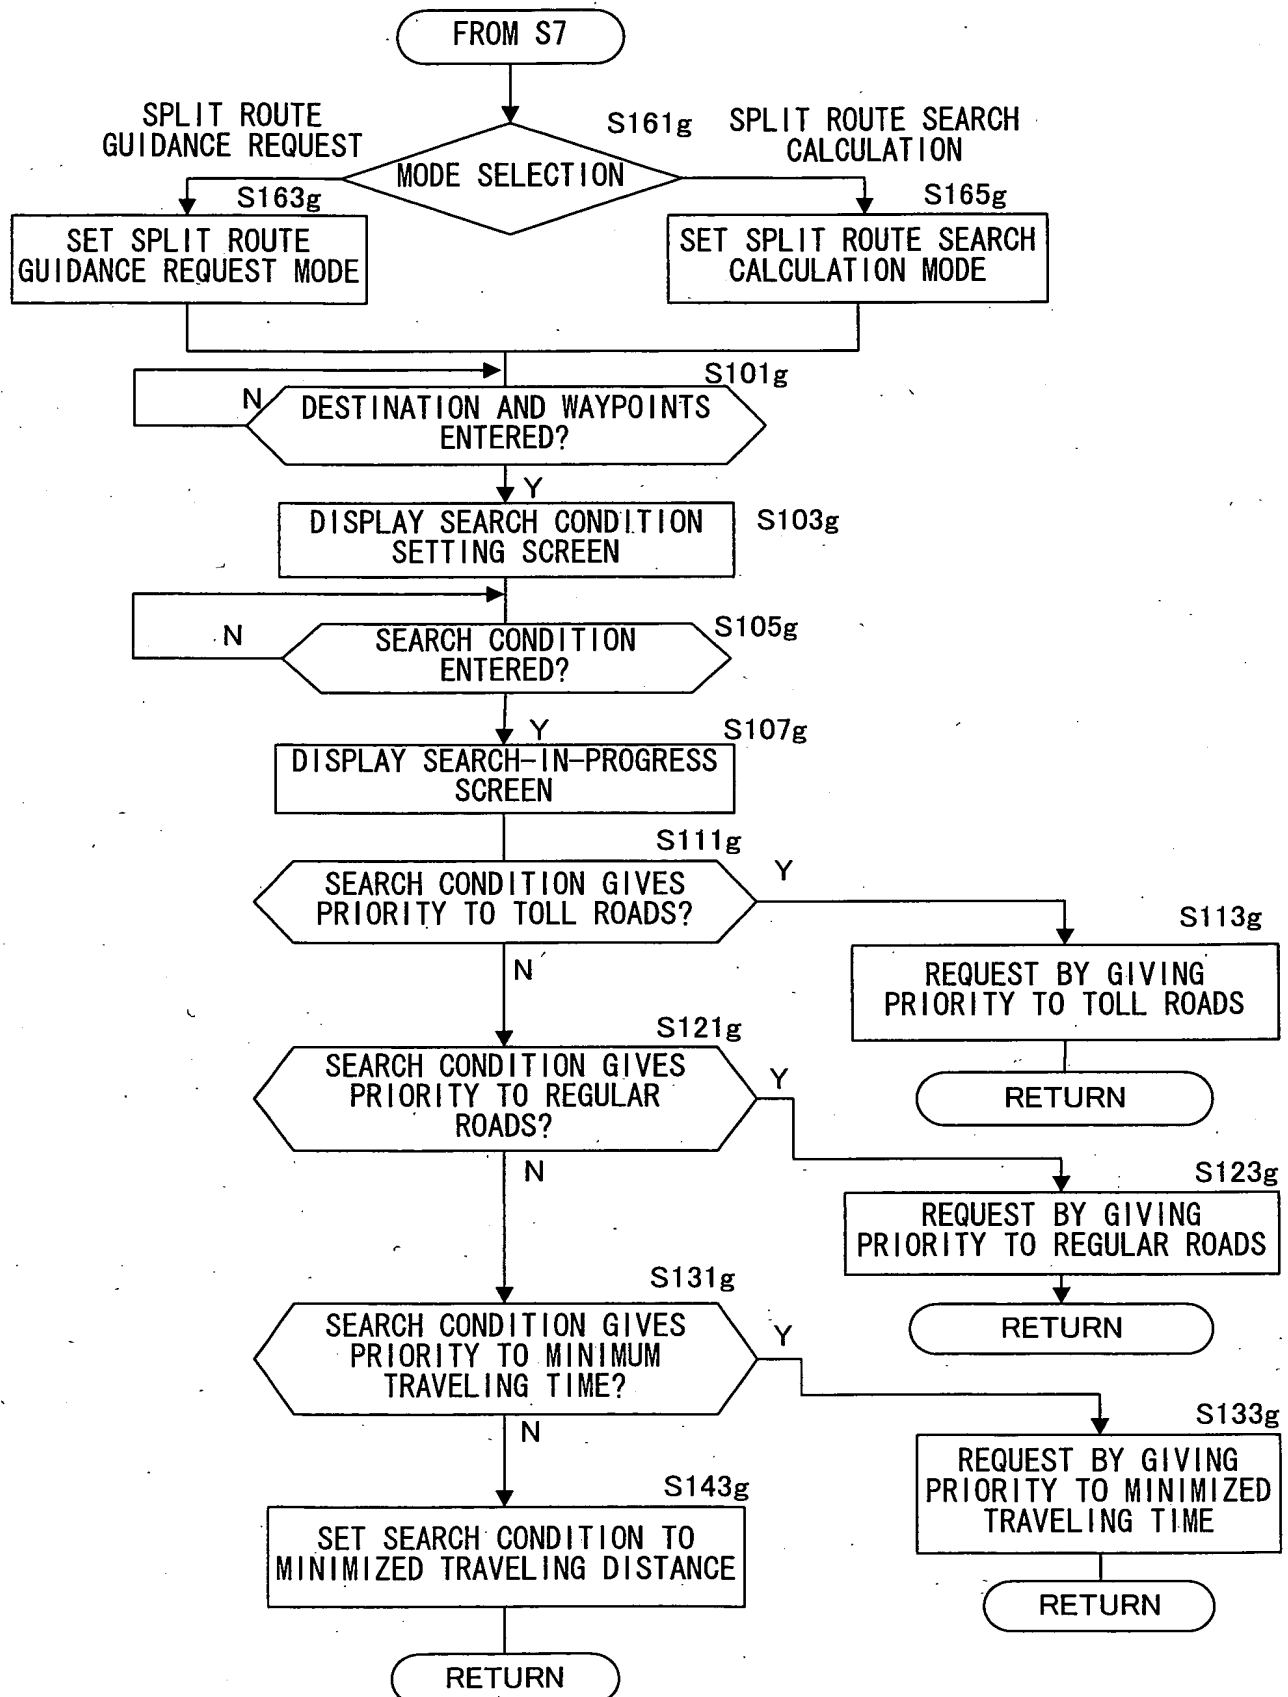 FROM S7
SPLIT ROUTE
GUIDANCE REQUEST
S161g
SPLIT ROUTE SEARCH
CALCULATION
MODE SELECTION
S163g
S165g
SET SPLIT ROUTE
GUIDANCE REQUEST MODE
SET SPLIT ROUTE SEARCH
CALCULATION MODE
S101g
N
DESTINATION AND WAYPOINTS
ENTERED?
Y
S103g
DISPLAY SEARCH CONDITION
SETTING SCREEN
S105g
N
SEARCH CONDITION
ENTERED?
Y
S107g
DISPLAY SEARCH-IN-PROGRESS
SCREEN
S111g
Y
SEARCH CONDITION GIVES
PRIORITY TO TOLL ROADS?
S113g
N
REQUEST BY GIVING
PRIORITY TO TOLL ROADS
S121g
RETURN
SEARCH CONDITION GIVES
PRIORITY TO REGULAR
ROADS?
Y
N
S123g
REQUEST BY GIVING
PRIORITY TO REGULAR ROADS
S131g
RETURN
SEARCH CONDITION GIVES
PRIORITY TO MINIMUM
TRAVELING TIME?
Y
N
S133g
REQUEST BY GIVING
PRIORITY TO MINIMIZED
TRAVELING TIME
S143g
SET SEARCH CONDITION TO
MINIMIZED TRAVELING DISTANCE
RETURN
RETURN